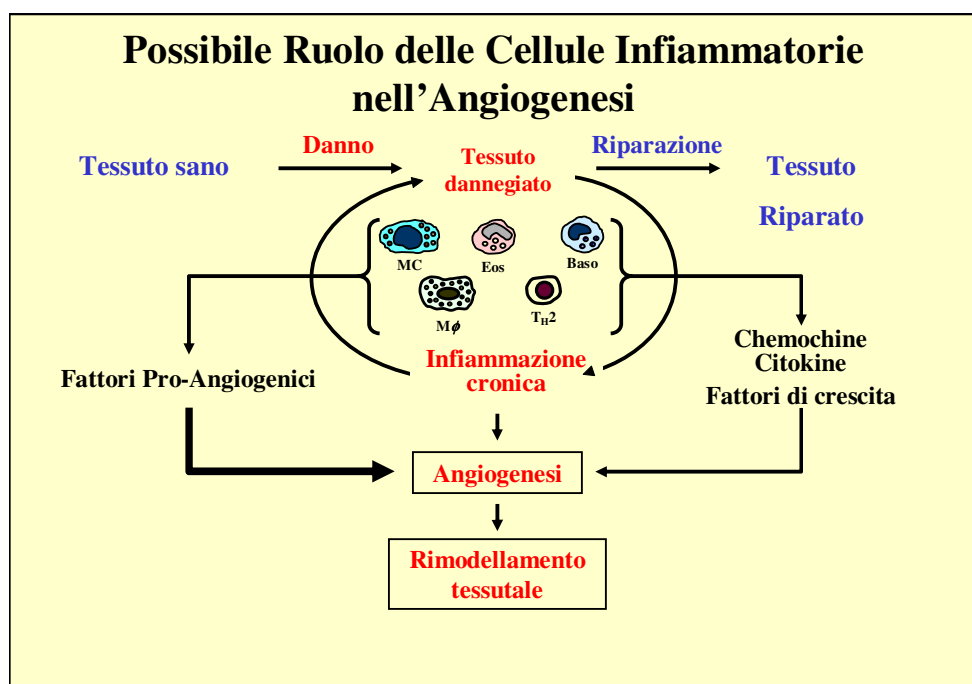 Possibile Ruolo delle Cellule Infiammatorie
nell'Angiogenesi
Tessuto sano
Danno
Tessuto
dannegiato
Riparazione
Tessuto
Riparato
MC
Eos
Baso
Mϕ
TH2
Infiammazione
cronica
Fattori Pro-Angiogenici
Chemochine
Citokine
Fattori di crescita
Angiogenesi
Rimodellamento
tessutale